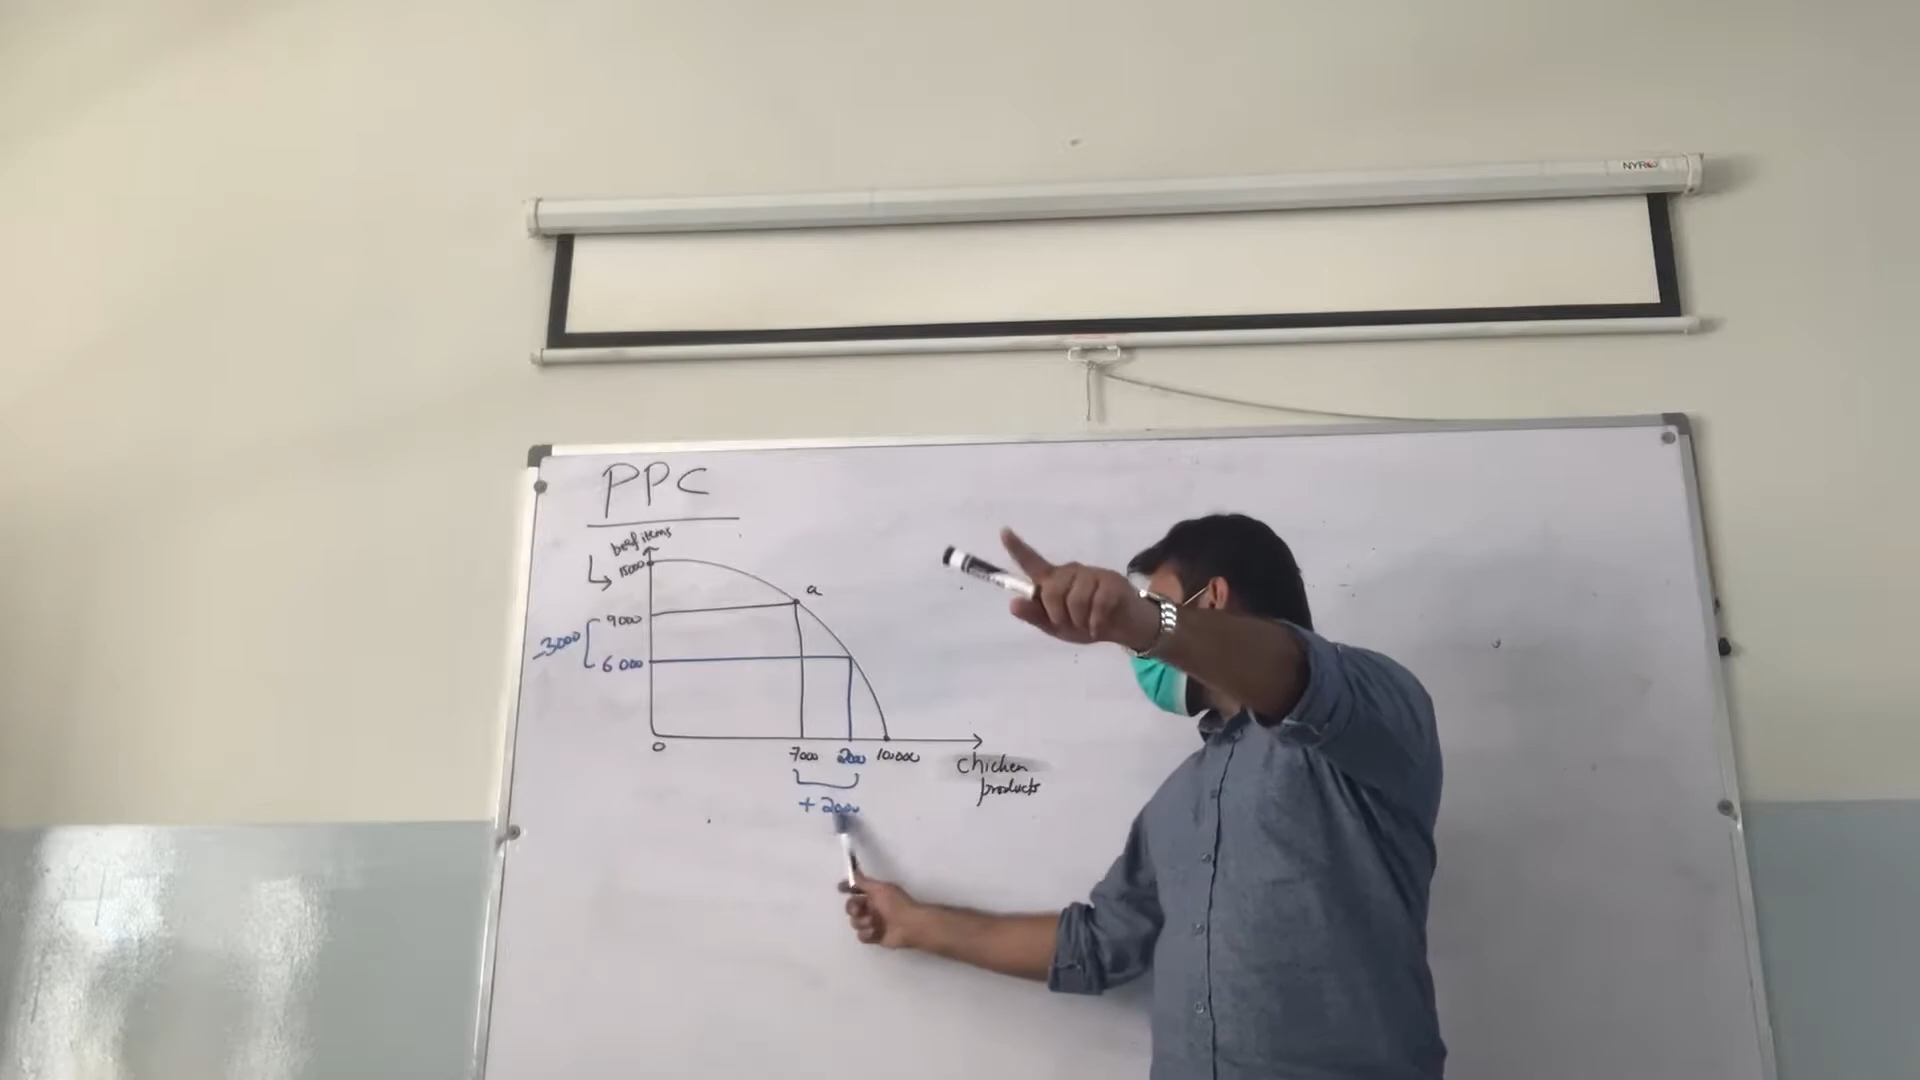 NYRO
PPC
beef items
15000
a
9000
-3000
6000
0
7000
10,000
chicken
products
+ 2000